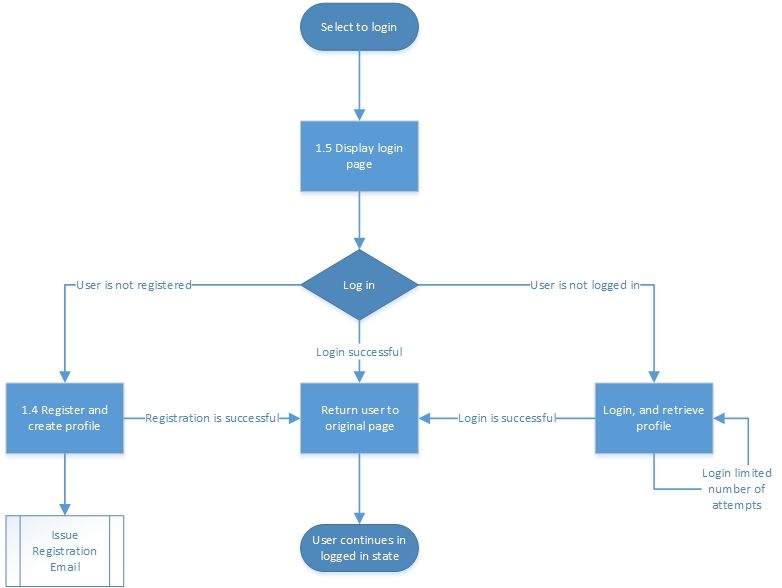 Select to login
1.5 Display login
page
Log in
User is not registered
User is not logged in
Login successful
1.4 Register and
create profile
Registration is successful
Return user to
original page
Login is successful
Login, and retrieve
profile
Login limited
number of
attempts
Issue
Registration
Email
User continues in
logged in state